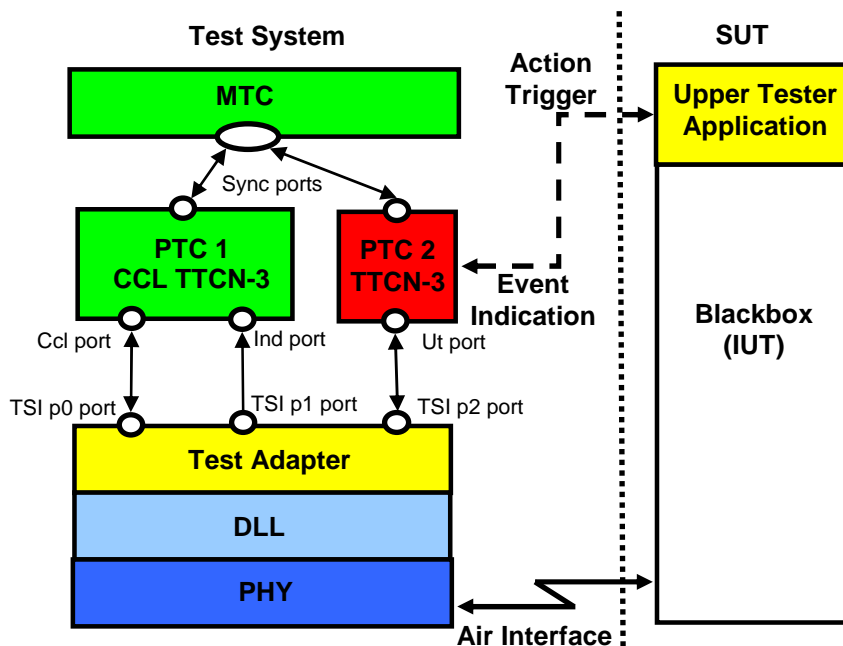 Test System
SUT
MTC
Action
Trigger
Upper Tester
Application
Sync ports
PTC 1
CCL TTCN-3
PTC 2
TTCN-3
Event
Indication
Blackbox
(IUT)
Ccl port
Ind port
Ut port
TSI p0 port
TSI p1 port
TSI p2 port
Test Adapter
DLL
PHY
Air Interface